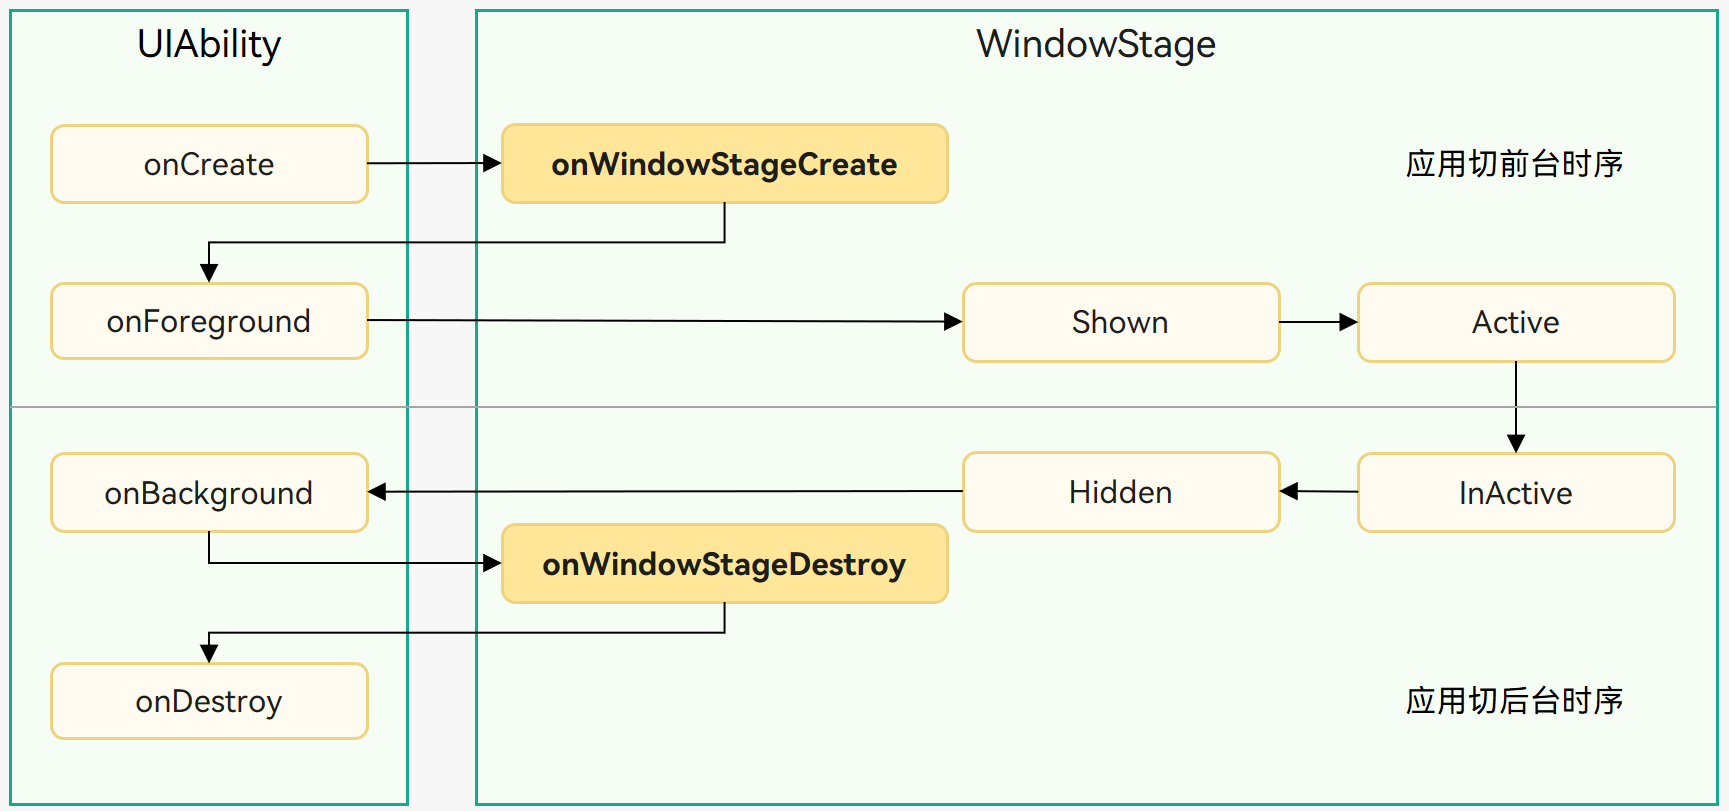 UIAbility
WindowStage
onCreate
onWindowStageCreate
应用切前台时序
onForeground
Shown
Active
onBackground
Hidden
InActive
onWindowStageDestroy
onDestroy
应用切后台时序